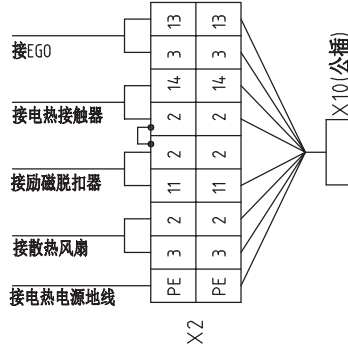 接EGO
接电热接触器
接励磁脱扣器
接散热风扇
接电热电源地线
13 13
3 3
14 14
2 2
2 2
11 11
2 2
3 3
PE PE
X2
X10(公插)